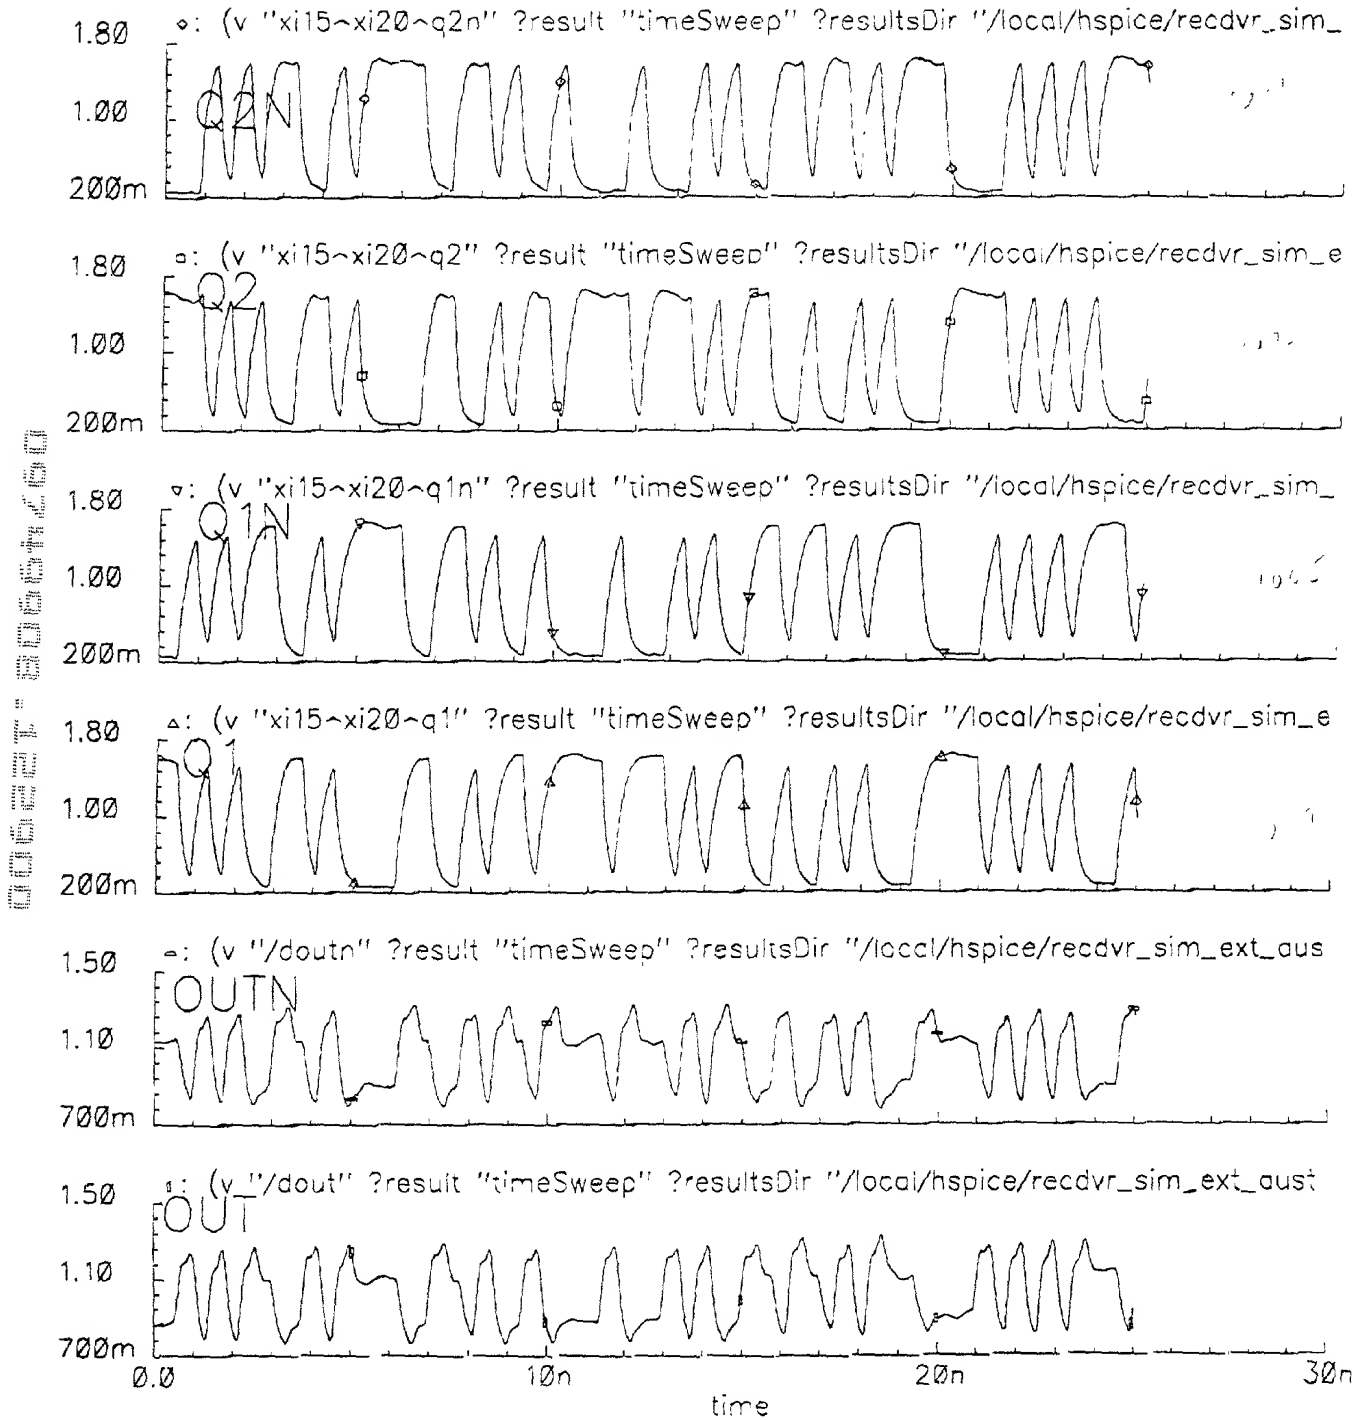 ◇: (v "xi15~xi20~q2n" ?result "timeSweep" ?resultsDir "/local/hspice/recdvr_sim_
1.80
Q2N
1.00
200m
□: (v "xi15~xi20~q2" ?result "timeSweep" ?resultsDir "/local/hspice/recdvr_sim_e
1.80
Q2
1.00
200m
▽: (v "xi15~xi20~q1n" ?result "timeSweep" ?resultsDir "/local/hspice/recdvr_sim_
1.80
Q1N
1.00
200m
△: (v "xi15~xi20~q1" ?result "timeSweep" ?resultsDir "/local/hspice/recdvr_sim_e
1.80
Q1
1.00
200m
: (v "/doutn" ?result "timeSweep" ?resultsDir "/local/hspice/recdvr_sim_ext_aus
1.50
OUTN
1.10
700m
: (v "/dout" ?result "timeSweep" ?resultsDir "/local/hspice/recdvr_sim_ext_aust
1.50
OUT
1.10
700m
0.0 10n 20n 30n
time